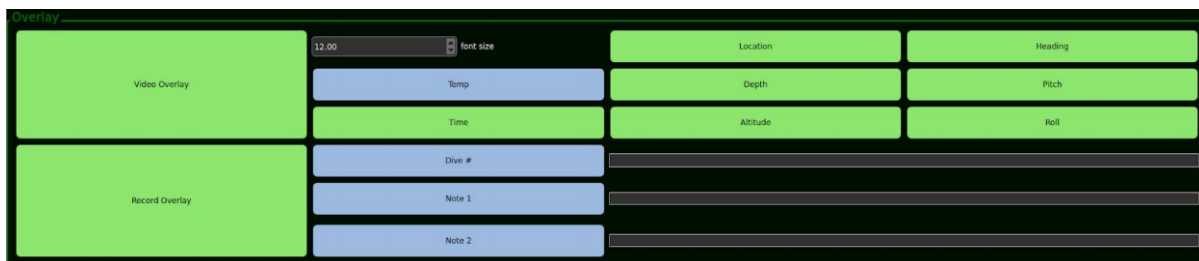 Overlay
Video Overlay
12.00 font size
Location
Heading
Temp
Depth
Pitch
Time
Altitude
Roll
Record Overlay
Dive #
Note 1
Note 2